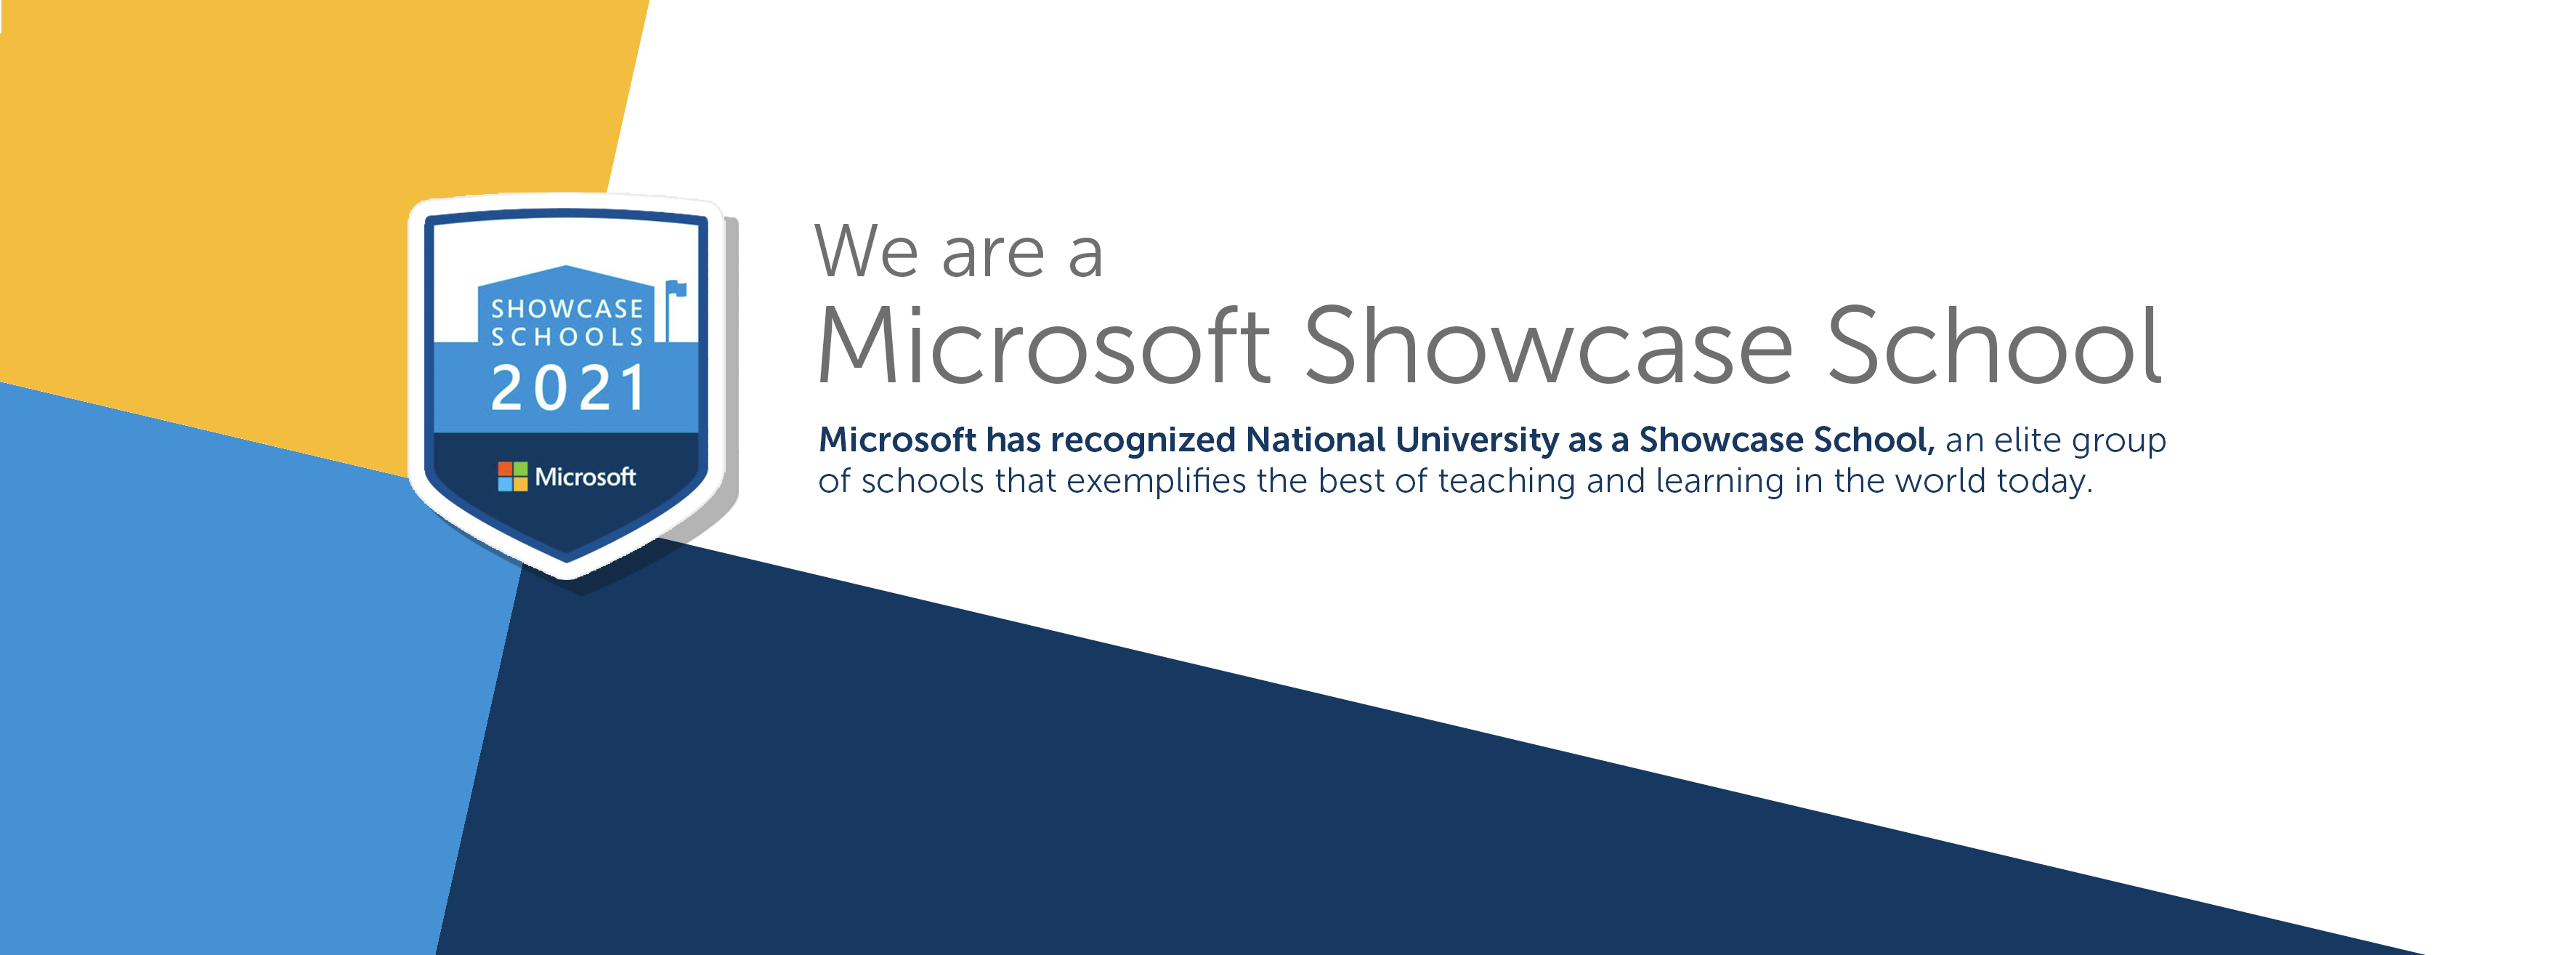 SHOWCASE
SCHOOLS
2021
Microsoft
We are a
Microsoft Showcase School
Microsoft has recognized National University as a Showcase School, an elite group
of schools that exemplifies the best of teaching and learning in the world today.